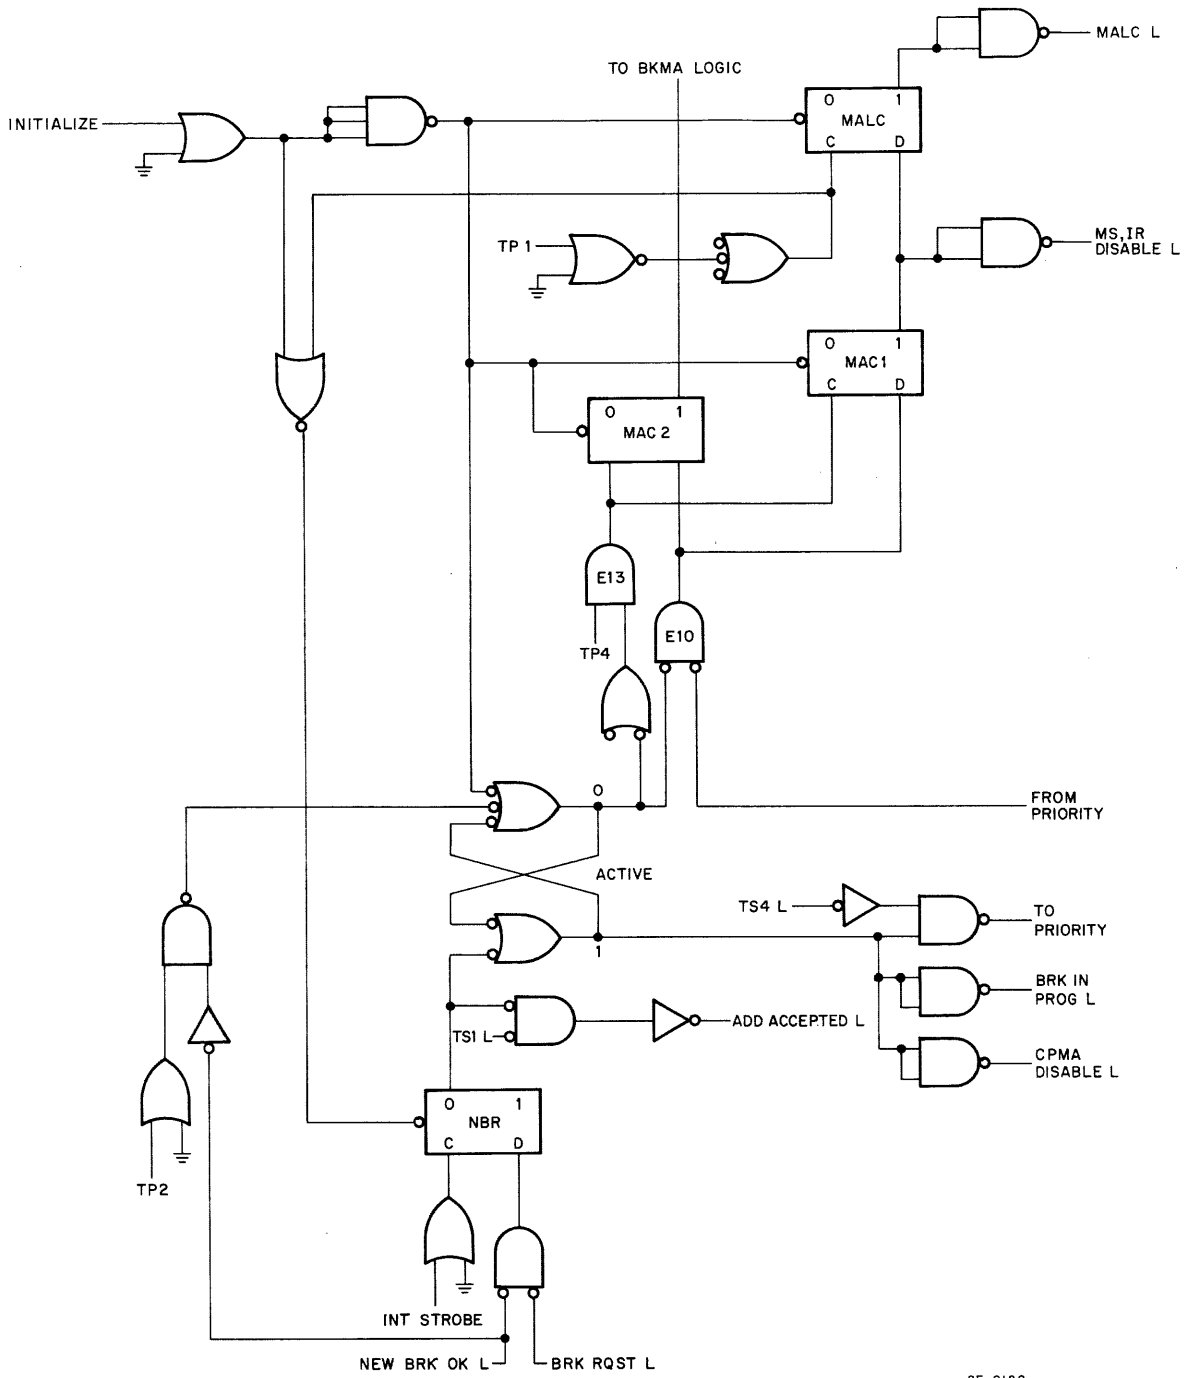 MALC L
TO BKMA LOGIC
INITIALIZE
0 1
MALC
C D
TP 1
MS,IR
DISABLE L
0 1
MAC1
C D
0 1
MAC 2
E13
E10
TP4
0
FROM
PRIORITY
ACTIVE
TS4 L
TO
PRIORITY
1
BRK IN
PROG L
ADD ACCEPTED L
TS1 L
CPMA
DISABLE L
0 1
NBR
C D
TP2
INT STROBE
NEW BRK OK L
BRK RQST L